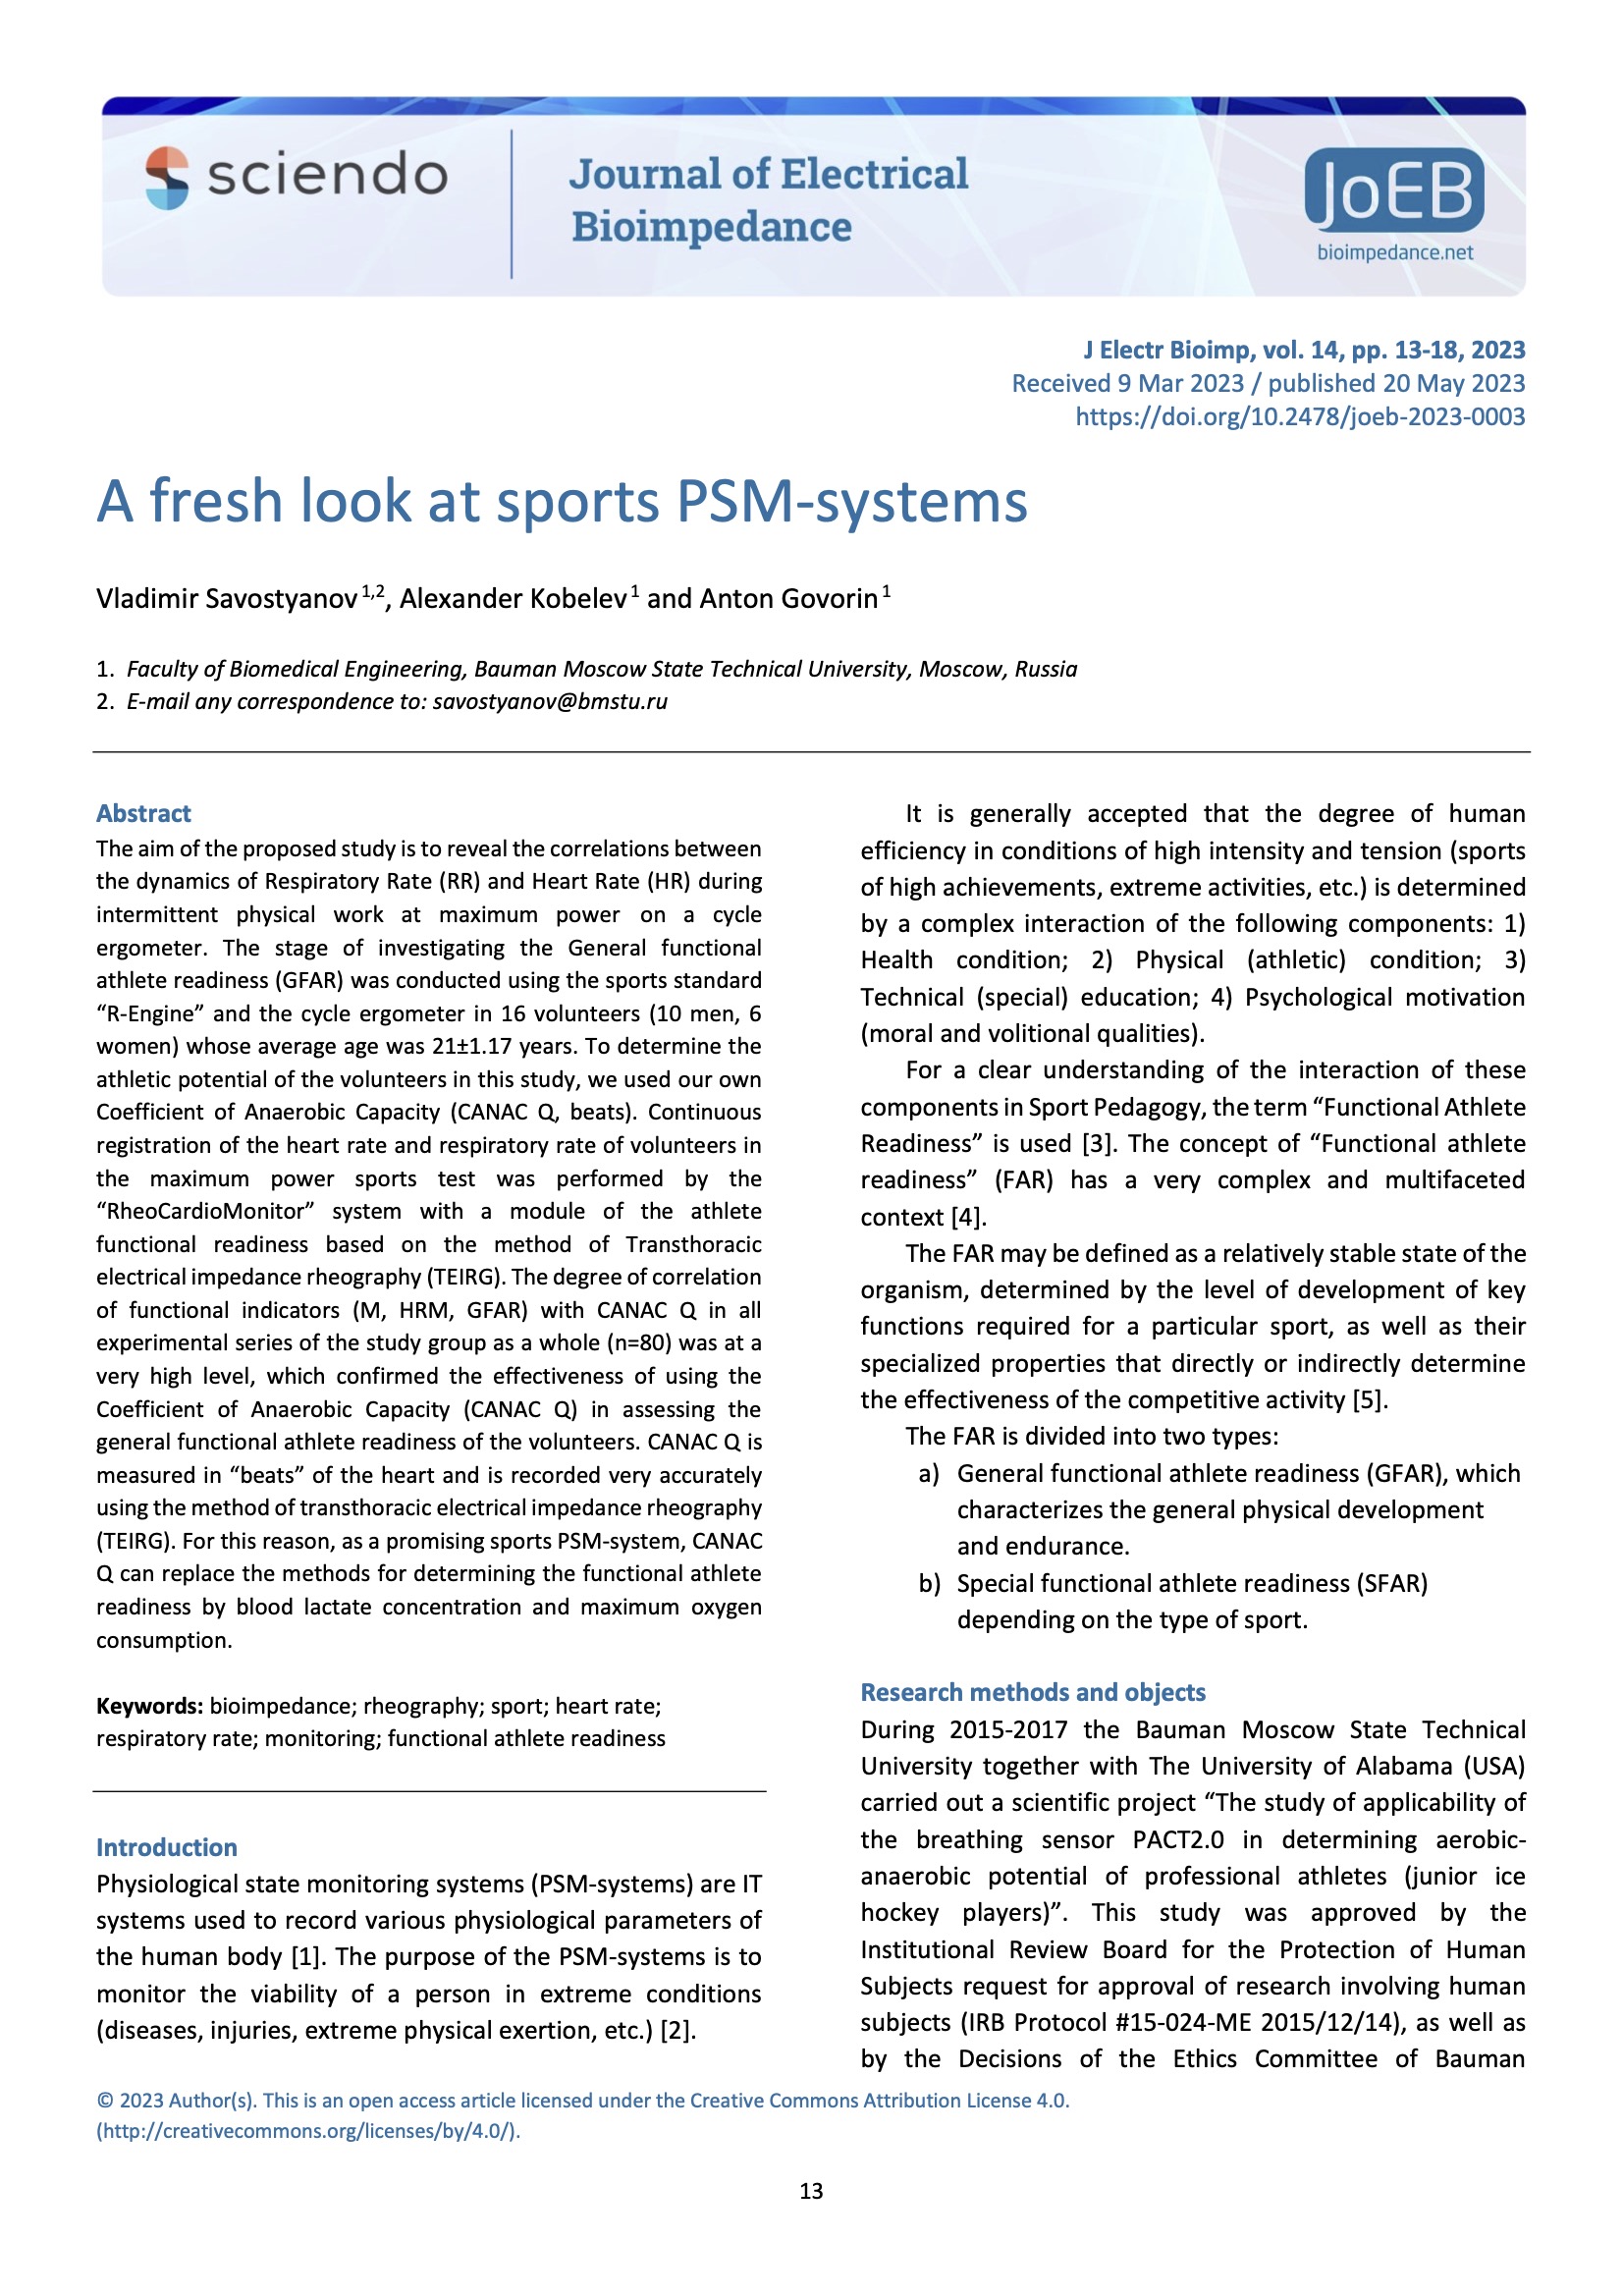 sciendo
Journal of Electrical
Bioimpedance
JoEB
bioimpedance.net
J Electr Bioimp, vol. 14, pp. 13-18, 2023
Received 9 Mar 2023 / published 20 May 2023
https://doi.org/10.2478/joeb-2023-0003
A fresh look at sports PSM-systems
Vladimir Savostyanov 1,2, Alexander Kobelev 1 and Anton Govorin 1
1. Faculty of Biomedical Engineering, Bauman Moscow State Technical University, Moscow, Russia
2. E-mail any correspondence to: savostyanov@bmstu.ru
Abstract
The aim of the proposed study is to reveal the correlations between
the dynamics of Respiratory Rate (RR) and Heart Rate (HR) during
intermittent physical work at maximum power on a cycle
ergometer. The stage of investigating the General functional
athlete readiness (GFAR) was conducted using the sports standard
“R-Engine” and the cycle ergometer in 16 volunteers (10 men, 6
women) whose average age was 21±1.17 years. To determine the
athletic potential of the volunteers in this study, we used our own
Coefficient of Anaerobic Capacity (CANAC Q, beats). Continuous
registration of the heart rate and respiratory rate of volunteers in
the maximum power sports test was performed by the
“RheoCardioMonitor” system with a module of the athlete
functional readiness based on the method of Transthoracic
electrical impedance rheography (TEIRG). The degree of correlation
of functional indicators (M, HRM, GFAR) with CANAC Q in all
experimental series of the study group as a whole (n=80) was at a
very high level, which confirmed the effectiveness of using the
Coefficient of Anaerobic Capacity (CANAC Q) in assessing the
general functional athlete readiness of the volunteers. CANAC Q is
measured in “beats” of the heart and is recorded very accurately
using the method of transthoracic electrical impedance rheography
(TEIRG). For this reason, as a promising sports PSM-system, CANAC
Q can replace the methods for determining the functional athlete
readiness by blood lactate concentration and maximum oxygen
consumption.
Keywords: bioimpedance; rheography; sport; heart rate;
respiratory rate; monitoring; functional athlete readiness
Introduction
Physiological state monitoring systems (PSM-systems) are IT
systems used to record various physiological parameters of
the human body [1]. The purpose of the PSM-systems is to
monitor the viability of a person in extreme conditions
(diseases, injuries, extreme physical exertion, etc.) [2].
It is generally accepted that the degree of human
efficiency in conditions of high intensity and tension (sports
of high achievements, extreme activities, etc.) is determined
by a complex interaction of the following components: 1)
Health condition; 2) Physical (athletic) condition; 3)
Technical (special) education; 4) Psychological motivation
(moral and volitional qualities).
For a clear understanding of the interaction of these
components in Sport Pedagogy, the term “Functional Athlete
Readiness” is used [3]. The concept of “Functional athlete
readiness” (FAR) has a very complex and multifaceted
context [4].
The FAR may be defined as a relatively stable state of the
organism, determined by the level of development of key
functions required for a particular sport, as well as their
specialized properties that directly or indirectly determine
the effectiveness of the competitive activity [5].
The FAR is divided into two types:
a) General functional athlete readiness (GFAR), which
characterizes the general physical development
and endurance.
b) Special functional athlete readiness (SFAR)
depending on the type of sport.
Research methods and objects
During 2015-2017 the Bauman Moscow State Technical
University together with The University of Alabama (USA)
carried out a scientific project “The study of applicability of
the breathing sensor PACT2.0 in determining aerobic-
anaerobic potential of professional athletes (junior ice
hockey players)”. This study was approved by the
Institutional Review Board for the Protection of Human
Subjects request for approval of research involving human
subjects (IRB Protocol #15-024-ME 2015/12/14), as well as
by the Decisions of the Ethics Committee of Bauman
© 2023 Author(s). This is an open access article licensed under the Creative Commons Attribution License 4.0.
(http://creativecommons.org/licenses/by/4.0/).
13